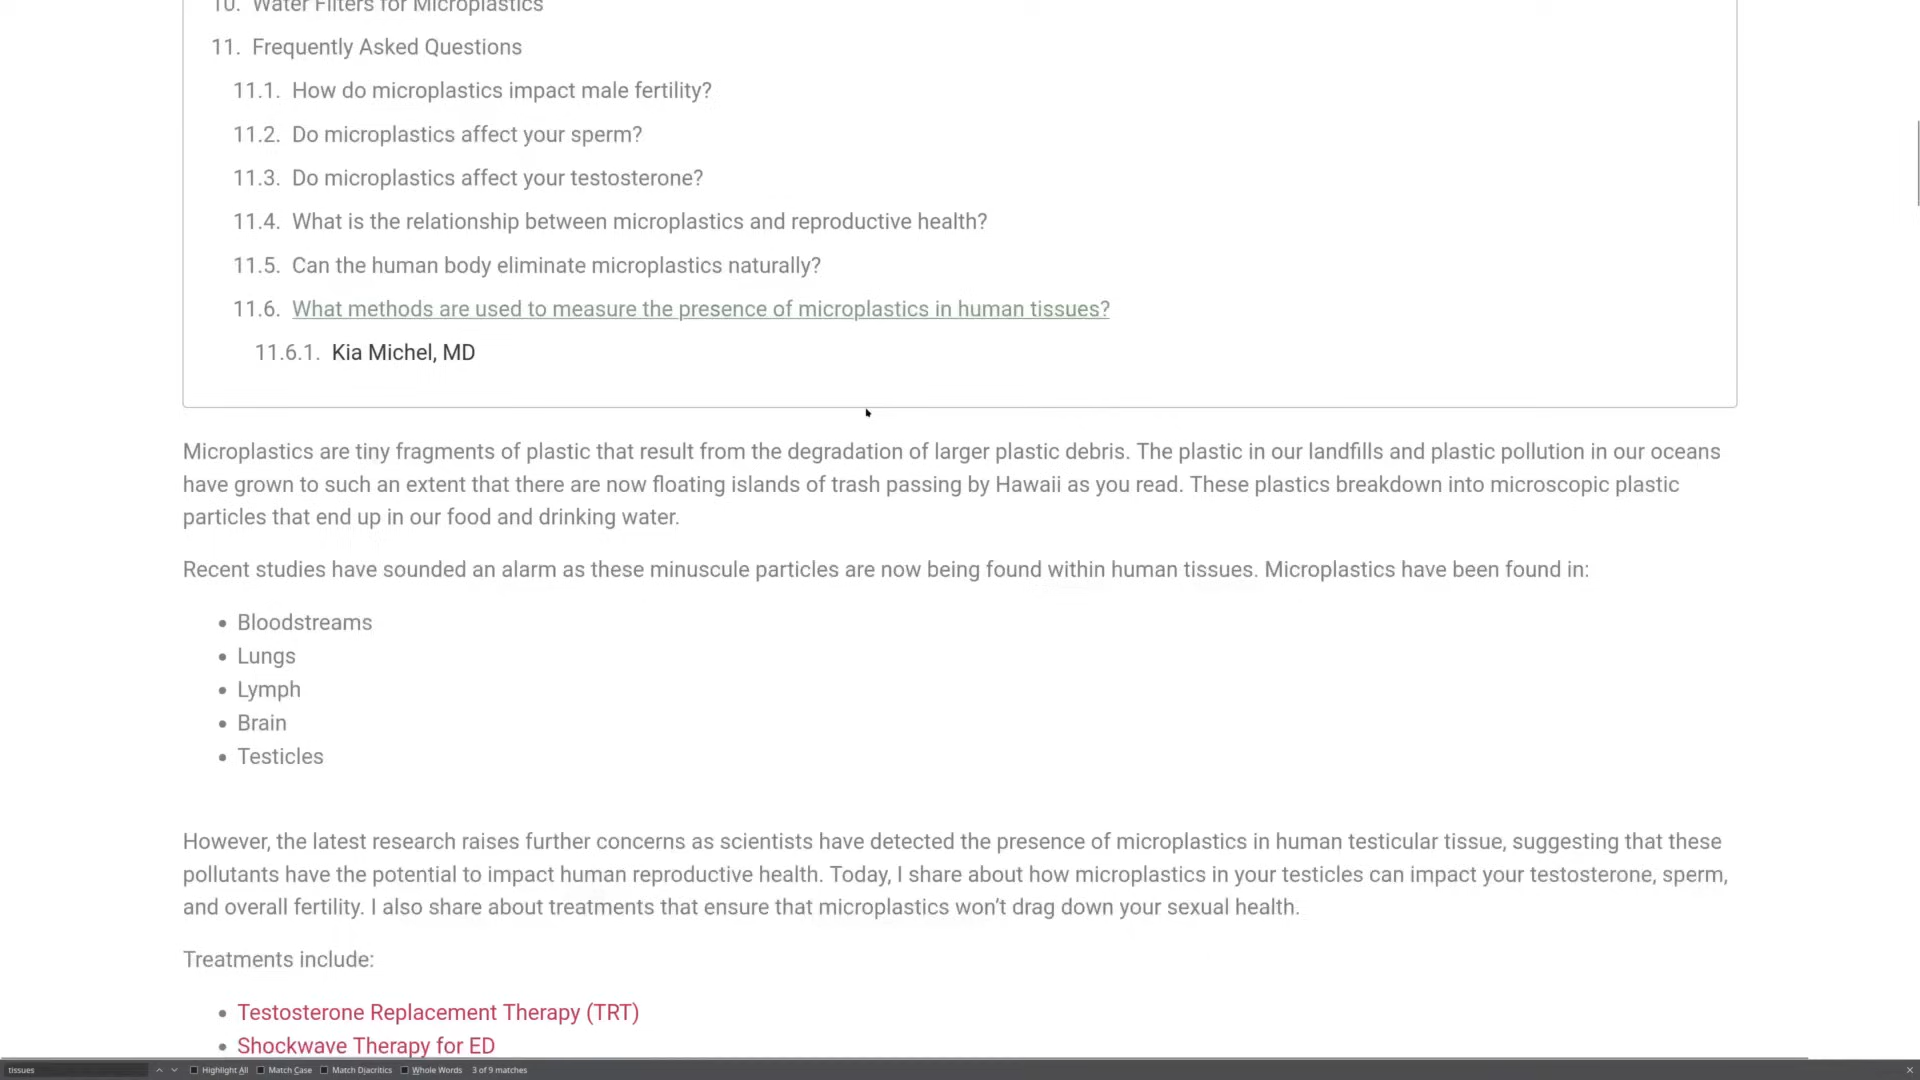 10. Water Filters for Microplastics
11. Frequently Asked Questions
11.1. How do microplastics impact male fertility?
11.2. Do microplastics affect your sperm?
11.3. Do microplastics affect your testosterone?
11.4. What is the relationship between microplastics and reproductive health?
11.5. Can the human body eliminate microplastics naturally?
11.6. What methods are used to measure the presence of microplastics in human tissues?
11.6.1. Kia Michel, MD
Microplastics are tiny fragments of plastic that result from the degradation of larger plastic debris. The plastic in our landfills and plastic pollution in our oceans
have grown to such an extent that there are now floating islands of trash passing by Hawaii as you read. These plastics breakdown into microscopic plastic
particles that end up in our food and drinking water.
Recent studies have sounded an alarm as these minuscule particles are now being found within human tissues. Microplastics have been found in:
• Bloodstreams
• Lungs
• Lymph
• Brain
• Testicles
However, the latest research raises further concerns as scientists have detected the presence of microplastics in human testicular tissue, suggesting that these
pollutants have the potential to impact human reproductive health. Today, I share about how microplastics in your testicles can impact your testosterone, sperm,
and overall fertility. I also share about treatments that ensure that microplastics won’t drag down your sexual health.
Treatments include:
• Testosterone Replacement Therapy (TRT)
• Shockwave Therapy for ED
tissues Highlight All Match Case Match Diacritics Whole Words 3 of 9 matches